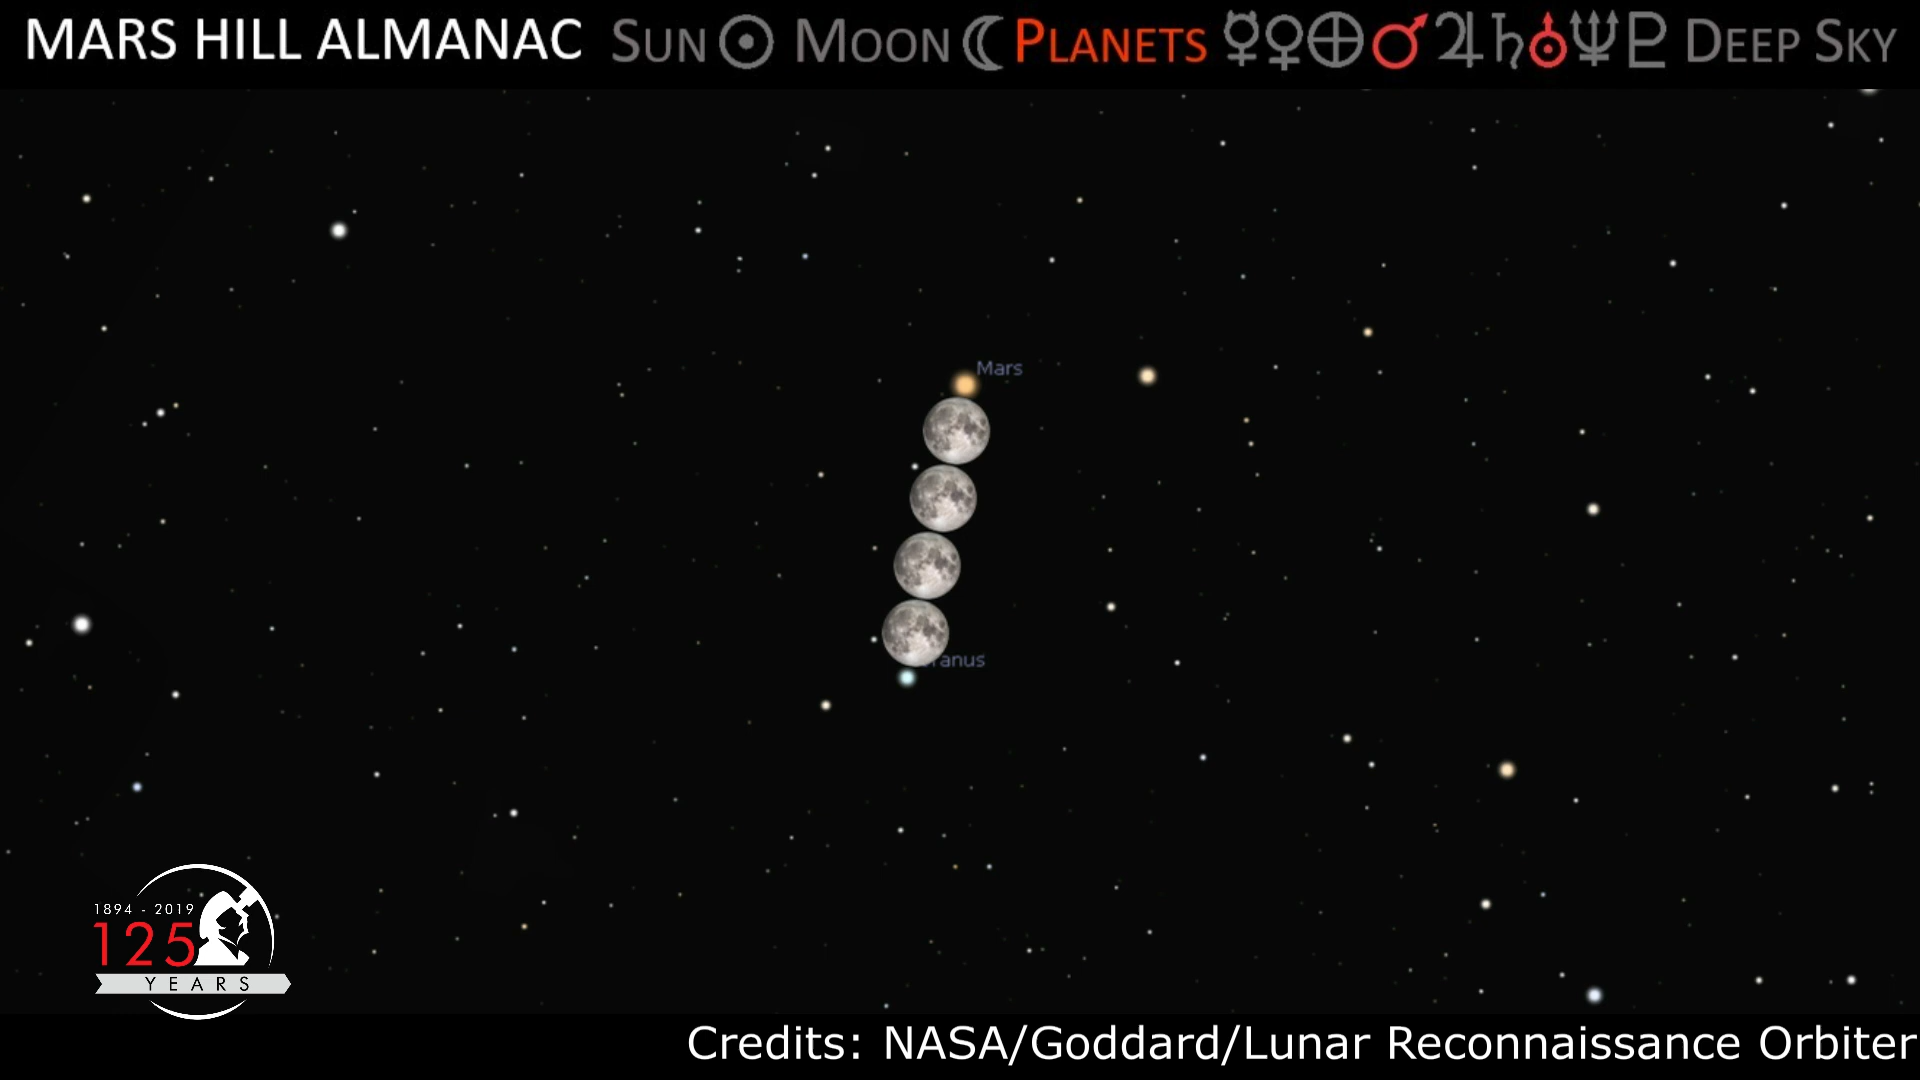 MARS HILL ALMANAC SUN ☉ MOON ☾ PLANETS ☿♀⊕♂♃♄⛢♆♇ DEEP SKY
Mars
ranus
1894 - 2019
125
YEARS
Credits: NASA/Goddard/Lunar Reconnaissance Orbiter